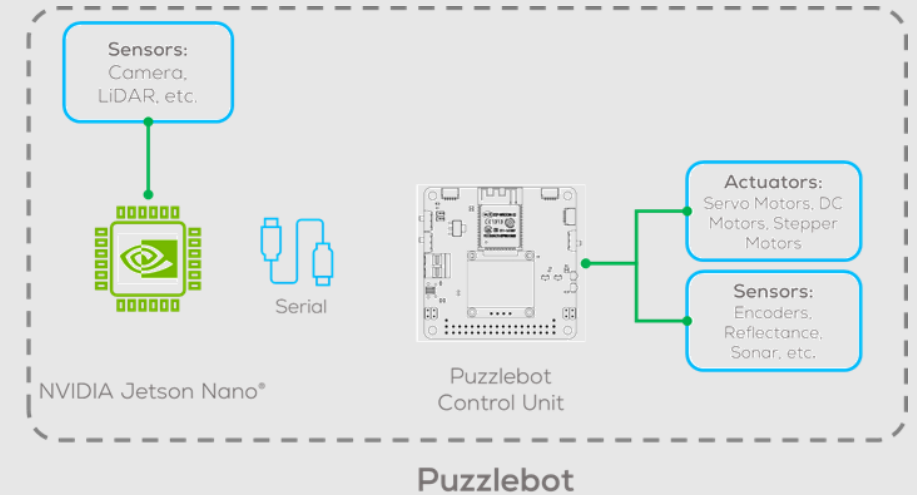 Sensors:
Camera,
LiDAR, etc.
Serial
NVIDIA Jetson Nano®
Puzzlebot
Control Unit
Actuators:
Servo Motors, DC
Motors, Stepper
Motors
Sensors:
Encoders,
Reflectance,
Sonar, etc.
Puzzlebot